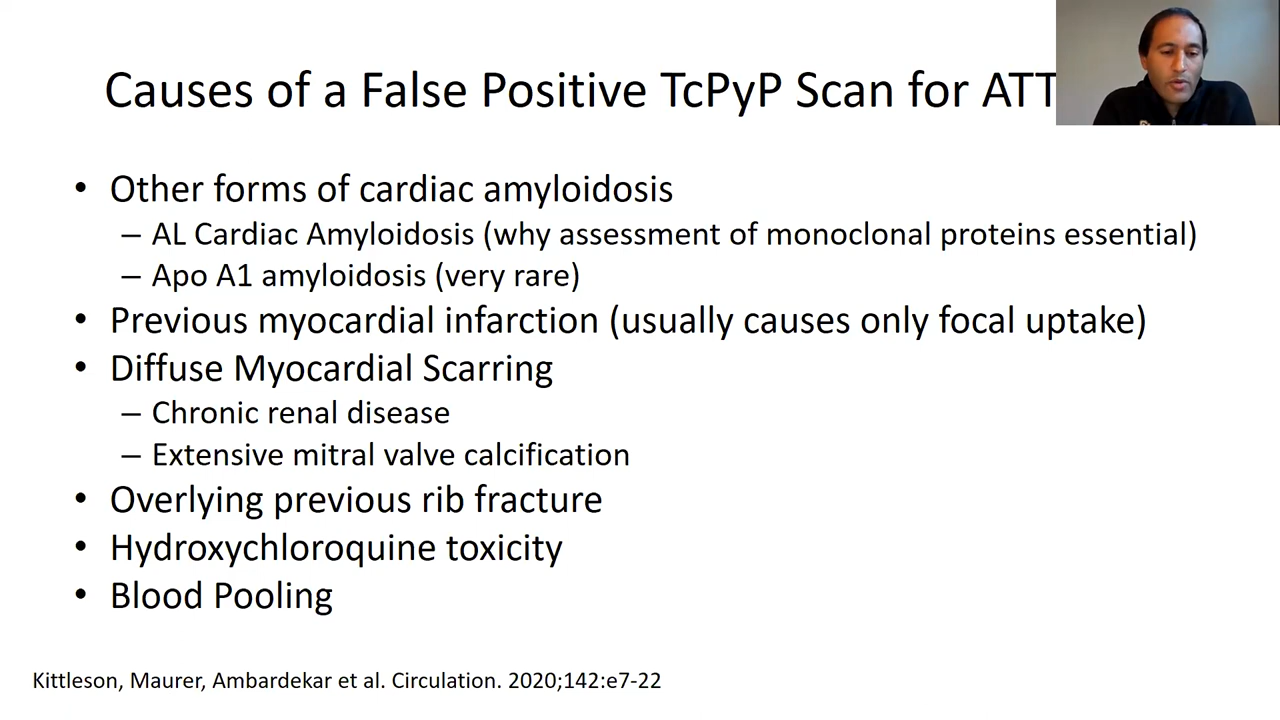 Causes of a False Positive TcPyP Scan for ATT
• Other forms of cardiac amyloidosis
– AL Cardiac Amyloidosis (why assessment of monoclonal proteins essential)
– Apo A1 amyloidosis (very rare)
• Previous myocardial infarction (usually causes only focal uptake)
• Diffuse Myocardial Scarring
– Chronic renal disease
– Extensive mitral valve calcification
• Overlying previous rib fracture
• Hydroxychloroquine toxicity
• Blood Pooling
Kittleson, Maurer, Ambardekar et al. Circulation. 2020;142:e7-22